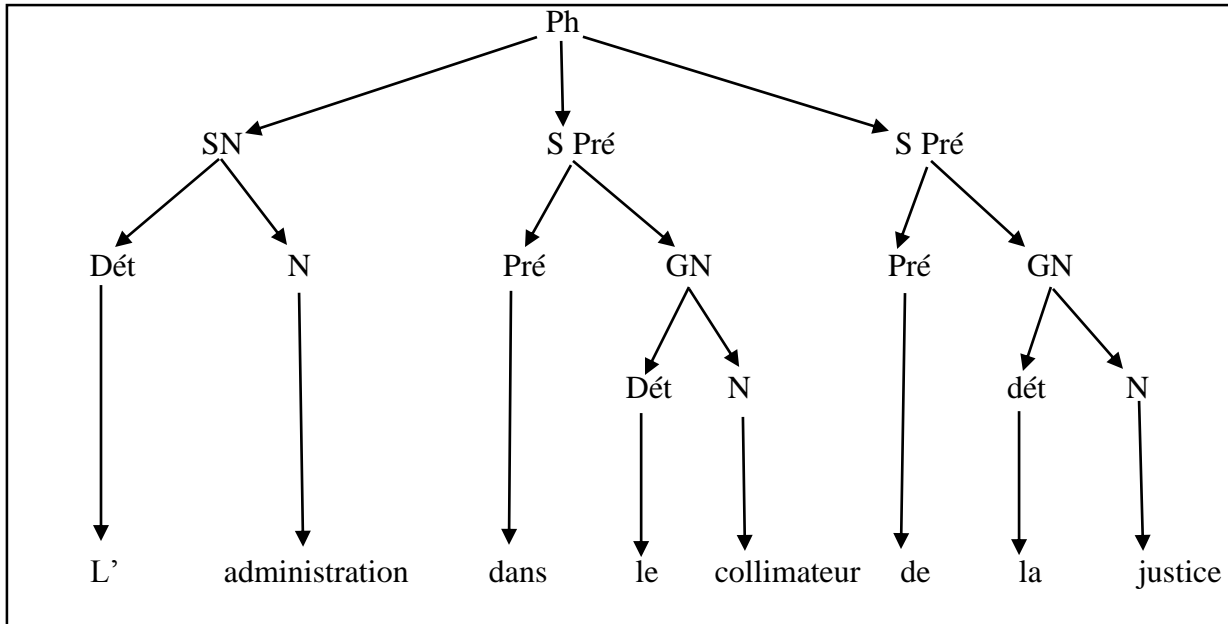 Ph
SN S Pré S Pré
Dét N Pré GN Pré GN
Dét N dét N
L’ administration dans le collimateur de la justice